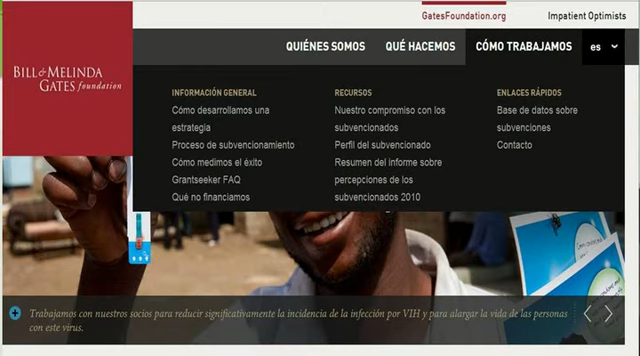 GatesFoundation.org
Impatient Optimists
BILL & MELINDA
GATES foundation
QUIÉNES SOMOS
QUÉ HACEMOS
CÓMO TRABAJAMOS
es
INFORMACIÓN GENERAL
Cómo desarrollamos una
estrategia
Proceso de subvencionamiento
Cómo medimos el éxito
Grantseeker FAQ
Qué no financiamos
RECURSOS
Nuestro compromiso con los
subvencionados
Perfil del subvencionado
Resumen del informe sobre
percepciones de los
subvencionados 2010
ENLACES RÁPIDOS
Base de datos sobre
subvenciones
Contacto
Trabajamos con nuestros socios para reducir significativamente la incidencia de la infección por VIH y para alargar la vida de las personas
con este virus.